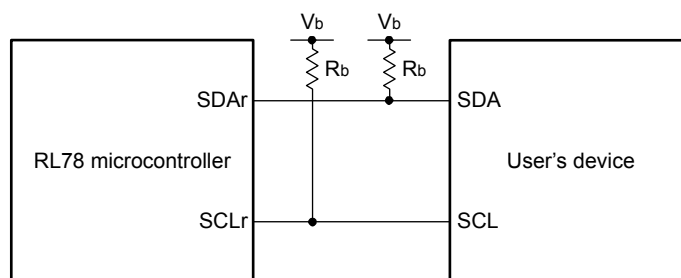 Vb Vb
Rb Rb
SDAr SDA
RL78 microcontroller User's device
SCLr SCL